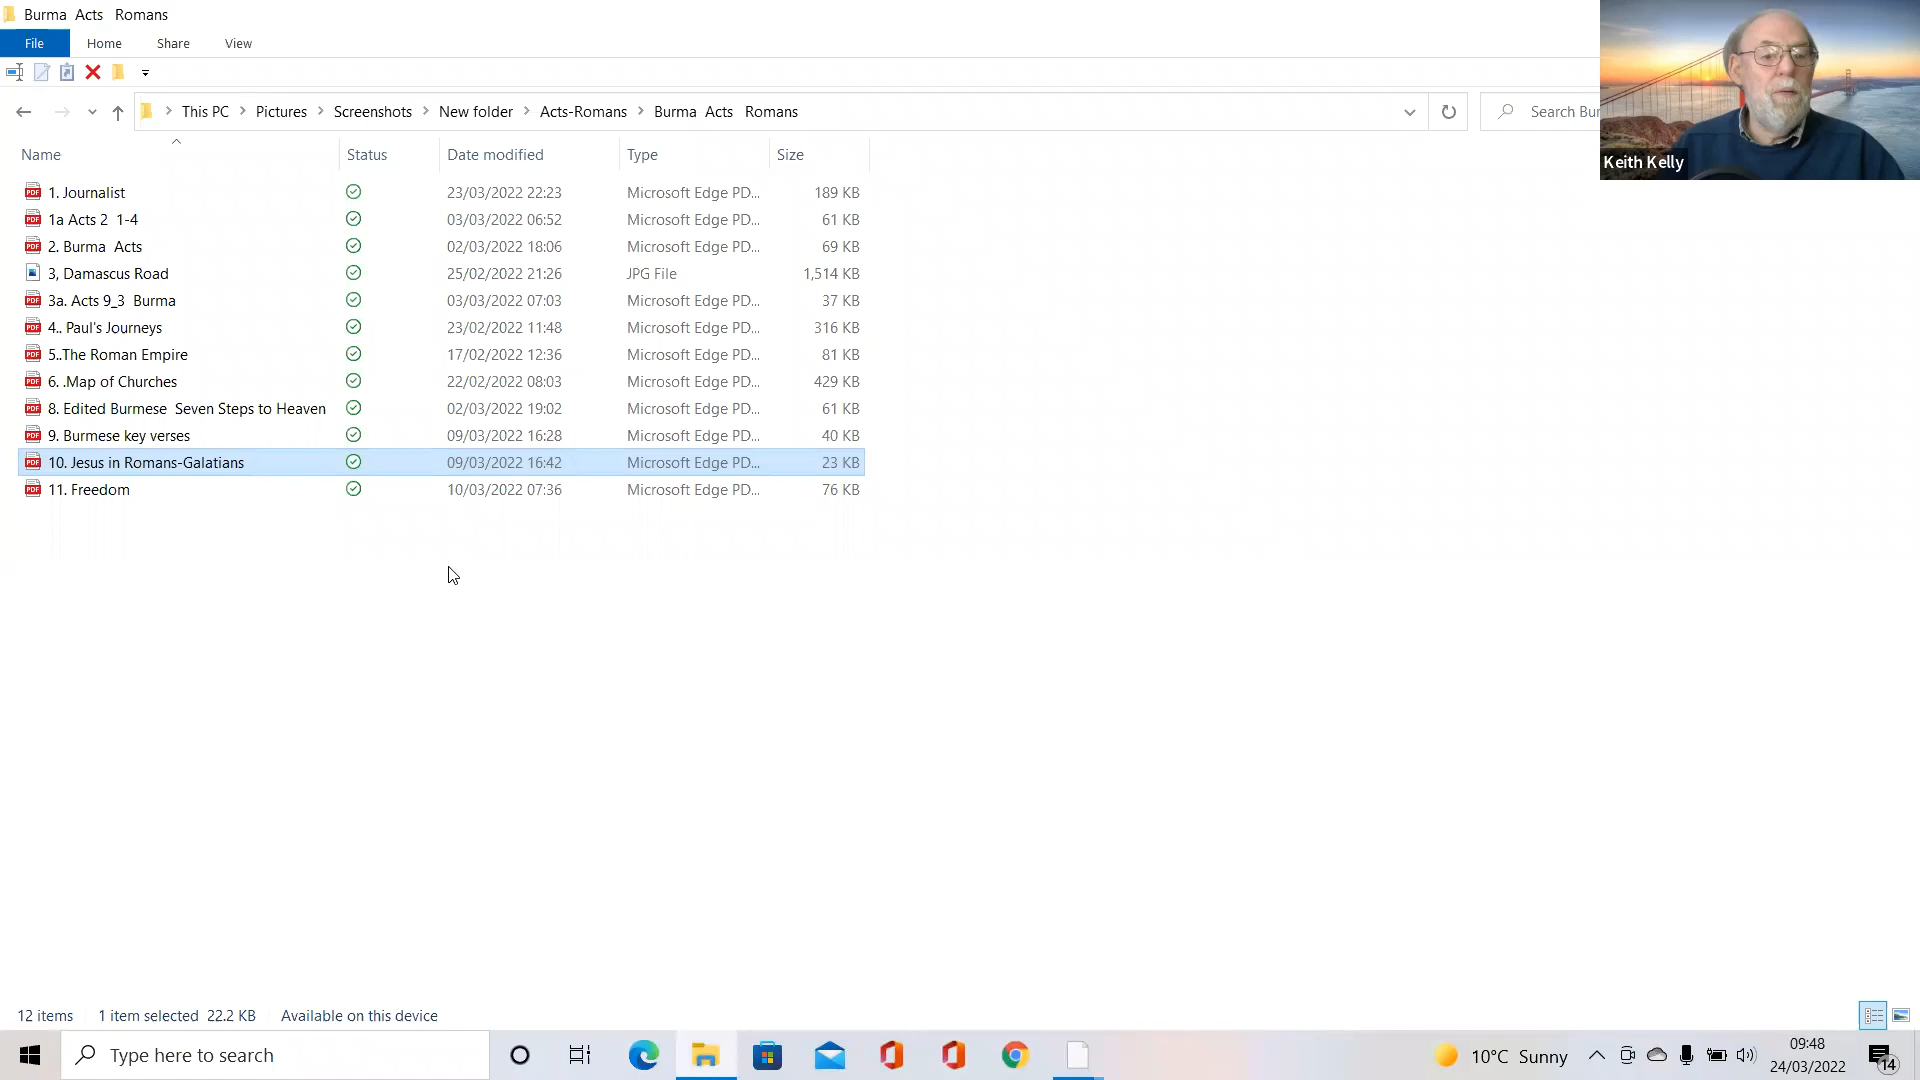 Burma Acts Romans
File Home Share View
This PC Pictures Screenshots New folder Acts-Romans Burma Acts Romans Search Bur
Name Status Date modified Type Size
1. Journalist 23/03/2022 22:23 Microsoft Edge PD... 189 KB
1a Acts 2 1-4 03/03/2022 06:52 Microsoft Edge PD... 61 KB
2. Burma Acts 02/03/2022 18:06 Microsoft Edge PD... 69 KB
3, Damascus Road 25/02/2022 21:26 JPG File 1,514 KB
3a. Acts 9_3 Burma 03/03/2022 07:03 Microsoft Edge PD... 37 KB
4.. Paul's Journeys 23/02/2022 11:48 Microsoft Edge PD... 316 KB
5..The Roman Empire 17/02/2022 12:36 Microsoft Edge PD... 81 KB
6. .Map of Churches 22/02/2022 08:03 Microsoft Edge PD... 429 KB
8. Edited Burmese Seven Steps to Heaven 02/03/2022 19:02 Microsoft Edge PD... 61 KB
9. Burmese key verses 09/03/2022 16:28 Microsoft Edge PD... 40 KB
10. Jesus in Romans-Galatians 09/03/2022 16:42 Microsoft Edge PD... 23 KB
11. Freedom 10/03/2022 07:36 Microsoft Edge PD... 76 KB
Keith Kelly
12 items 1 item selected 22.2 KB Available on this device
Type here to search
10°C Sunny
09:48
24/03/2022
14